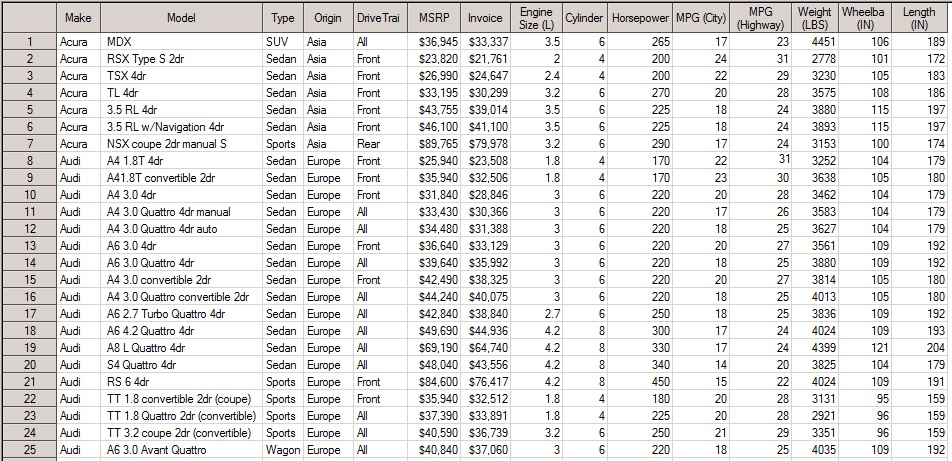 Make Model Type Origin DriveTrai MSRP Invoice Engine Size (L) Cylinder Horsepower MPG (City) MPG (Highway) Weight (LBS) Wheelba (IN) Length (IN)
1 Acura MDX SUV Asia All $36,945 $33,337 3.5 6 265 17 23 4451 106 189
2 Acura RSX Type S 2dr Sedan Asia Front $23,820 $21,761 2 4 200 24 31 2778 101 172
3 Acura TSX 4dr Sedan Asia Front $26,990 $24,647 2.4 4 200 22 29 3230 105 183
4 Acura TL 4dr Sedan Asia Front $33,195 $30,299 3.2 6 270 20 28 3575 108 186
5 Acura 3.5 RL 4dr Sedan Asia Front $43,755 $39,014 3.5 6 225 18 24 3880 115 197
6 Acura 3.5 RL w/Navigation 4dr Sedan Asia Front $46,100 $41,100 3.5 6 225 18 24 3893 115 197
7 Acura NSX coupe 2dr manual S Sports Asia Rear $89,765 $79,978 3.2 6 290 17 24 3153 100 174
8 Audi A4 1.8T 4dr Sedan Europe Front $25,940 $23,508 1.8 4 170 22 31 3252 104 179
9 Audi A41.8T convertible 2dr Sedan Europe Front $35,940 $32,506 1.8 4 170 23 30 3638 105 180
10 Audi A4 3.0 4dr Sedan Europe Front $31,840 $28,846 3 6 220 20 28 3462 104 179
11 Audi A4 3.0 Quattro 4dr manual Sedan Europe All $33,430 $30,366 3 6 220 17 26 3583 104 179
12 Audi A4 3.0 Quattro 4dr auto Sedan Europe All $34,480 $31,388 3 6 220 18 25 3627 104 179
13 Audi A6 3.0 4dr Sedan Europe Front $36,640 $33,129 3 6 220 20 27 3561 109 192
14 Audi A6 3.0 Quattro 4dr Sedan Europe All $39,640 $35,992 3 6 220 18 25 3880 109 192
15 Audi A4 3.0 convertible 2dr Sedan Europe Front $42,490 $38,325 3 6 220 20 27 3814 105 180
16 Audi A4 3.0 Quattro convertible 2dr Sedan Europe All $44,240 $40,075 3 6 220 18 25 4013 105 180
17 Audi A6 2.7 Turbo Quattro 4dr Sedan Europe All $42,840 $38,840 2.7 6 250 18 25 3836 109 192
18 Audi A6 4.2 Quattro 4dr Sedan Europe All $49,690 $44,936 4.2 8 300 17 24 4024 109 193
19 Audi A8 L Quattro 4dr Sedan Europe All $69,190 $64,740 4.2 8 330 17 24 4399 121 204
20 Audi S4 Quattro 4dr Sedan Europe All $48,040 $43,556 4.2 8 340 14 20 3825 104 179
21 Audi RS 6 4dr Sports Europe Front $84,600 $76,417 4.2 8 450 15 22 4024 109 191
22 Audi TT 1.8 convertible 2dr (coupe) Sports Europe Front $35,940 $32,512 1.8 4 180 20 28 3131 95 159
23 Audi TT 1.8 Quattro 2dr (convertible) Sports Europe All $37,390 $33,891 1.8 4 225 20 28 2921 96 159
24 Audi TT 3.2 coupe 2dr (convertible) Sports Europe All $40,590 $36,739 3.2 6 250 21 29 3351 96 159
25 Audi A6 3.0 Avant Quattro Wagon Europe All $40,840 $37,060 3 6 220 18 25 4035 109 192